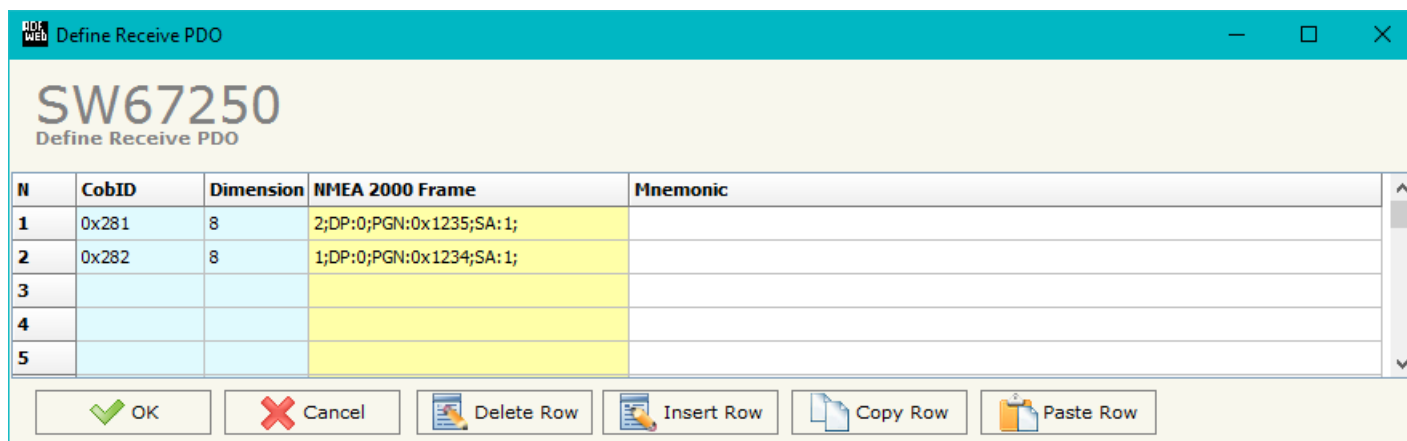 ADF
WEB Define Receive PDO
SW67250
Define Receive PDO
N CobID Dimension NMEA 2000 Frame Mnemonic
1 0x281 8 2;DP:0;PGN:0x1235;SA:1;
2 0x282 8 1;DP:0;PGN:0x1234;SA:1;
3
4
5
OK Cancel Delete Row Insert Row Copy Row Paste Row